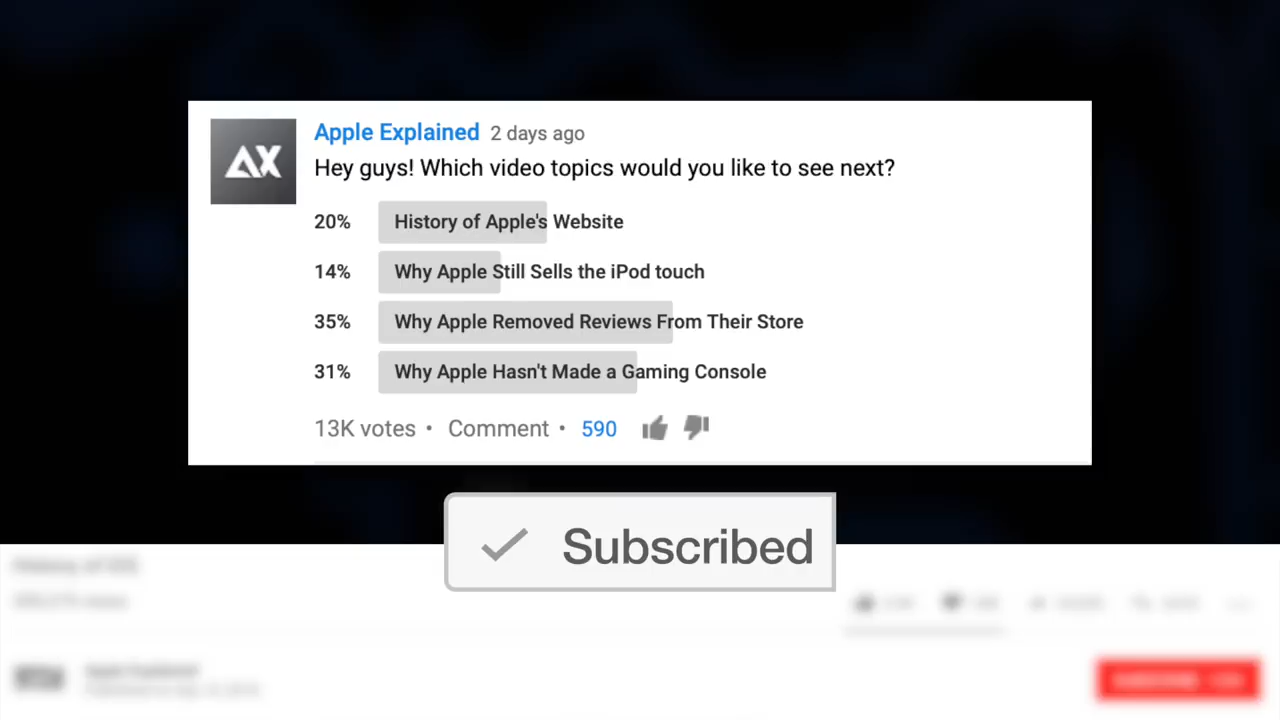 AX
Apple Explained 2 days ago
Hey guys! Which video topics would you like to see next?
20% History of Apple's Website
14% Why Apple Still Sells the iPod touch
35% Why Apple Removed Reviews From Their Store
31% Why Apple Hasn't Made a Gaming Console
13K votes • Comment • 590
Subscribed